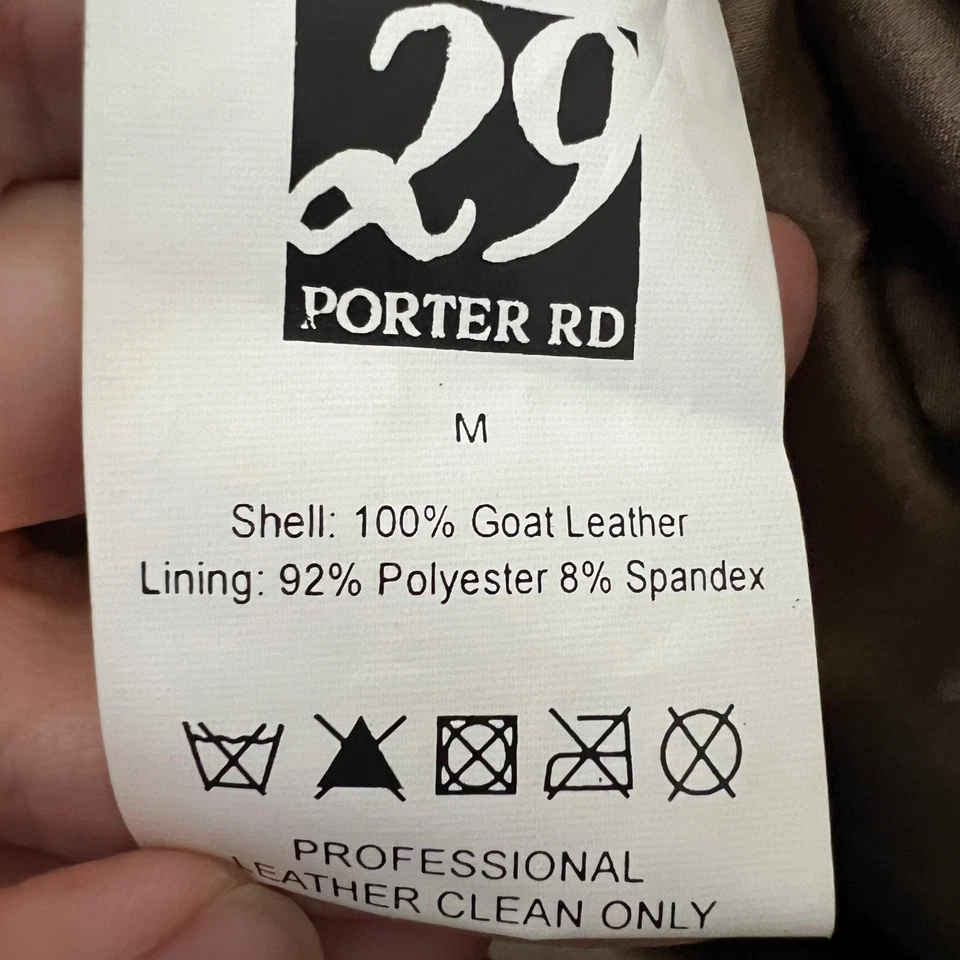 29
PORTER RD
M
Shell: 100% Goat Leather
Lining: 92% Polyester 8% Spandex
PROFESSIONAL
LEATHER CLEAN ONLY